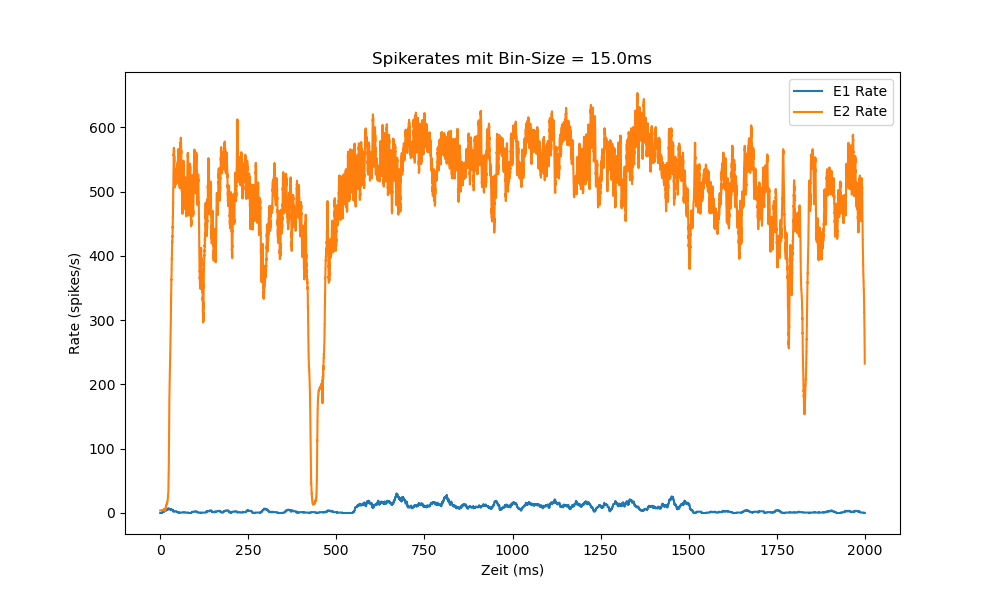 Spikerates mit Bin-Size = 15.0ms
E1 Rate
E2 Rate
600
500
400
300
200
100
0
Rate (spikes/s)
0 250 500 750 1000 1250 1500 1750 2000
Zeit (ms)